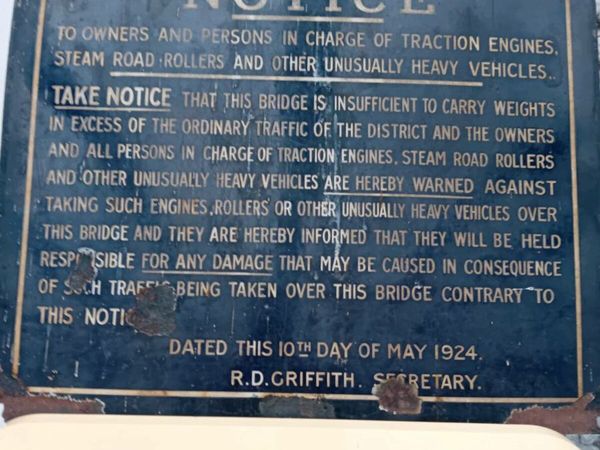 NOTICE
TO OWNERS AND PERSONS IN CHARGE OF TRACTION ENGINES,
STEAM ROAD ROLLERS AND OTHER UNUSUALLY HEAVY VEHICLES.
TAKE NOTICE THAT THIS BRIDGE IS INSUFFICIENT TO CARRY WEIGHTS
IN EXCESS OF THE ORDINARY TRAFFIC OF THE DISTRICT AND THE OWNERS
AND ALL PERSONS IN CHARGE OF TRACTION ENGINES, STEAM ROAD ROLLERS
AND OTHER UNUSUALLY HEAVY VEHICLES ARE HEREBY WARNED AGAINST
TAKING SUCH ENGINES, ROLLERS OR OTHER UNUSUALLY HEAVY VEHICLES OVER
THIS BRIDGE AND THEY ARE HEREBY INFORMED THAT THEY WILL BE HELD
RESPONSIBLE FOR ANY DAMAGE THAT MAY BE CAUSED IN CONSEQUENCE
OF SUCH TRAFFIC BEING TAKEN OVER THIS BRIDGE CONTRARY TO
THIS NOTICE
DATED THIS 10TH DAY OF MAY 1924.
R.D. GRIFFITH. SECRETARY.